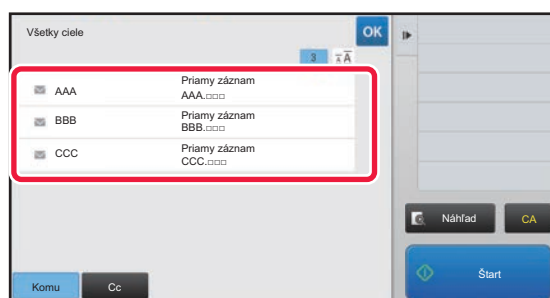 Všetky ciele
OK
3
A Ā
AAA
Priamy záznam
AAA.□□□
BBB
Priamy záznam
BBB.□□□
CCC
Priamy záznam
CCC.□□□
Náhľad
CA
Štart
Komu
Cc